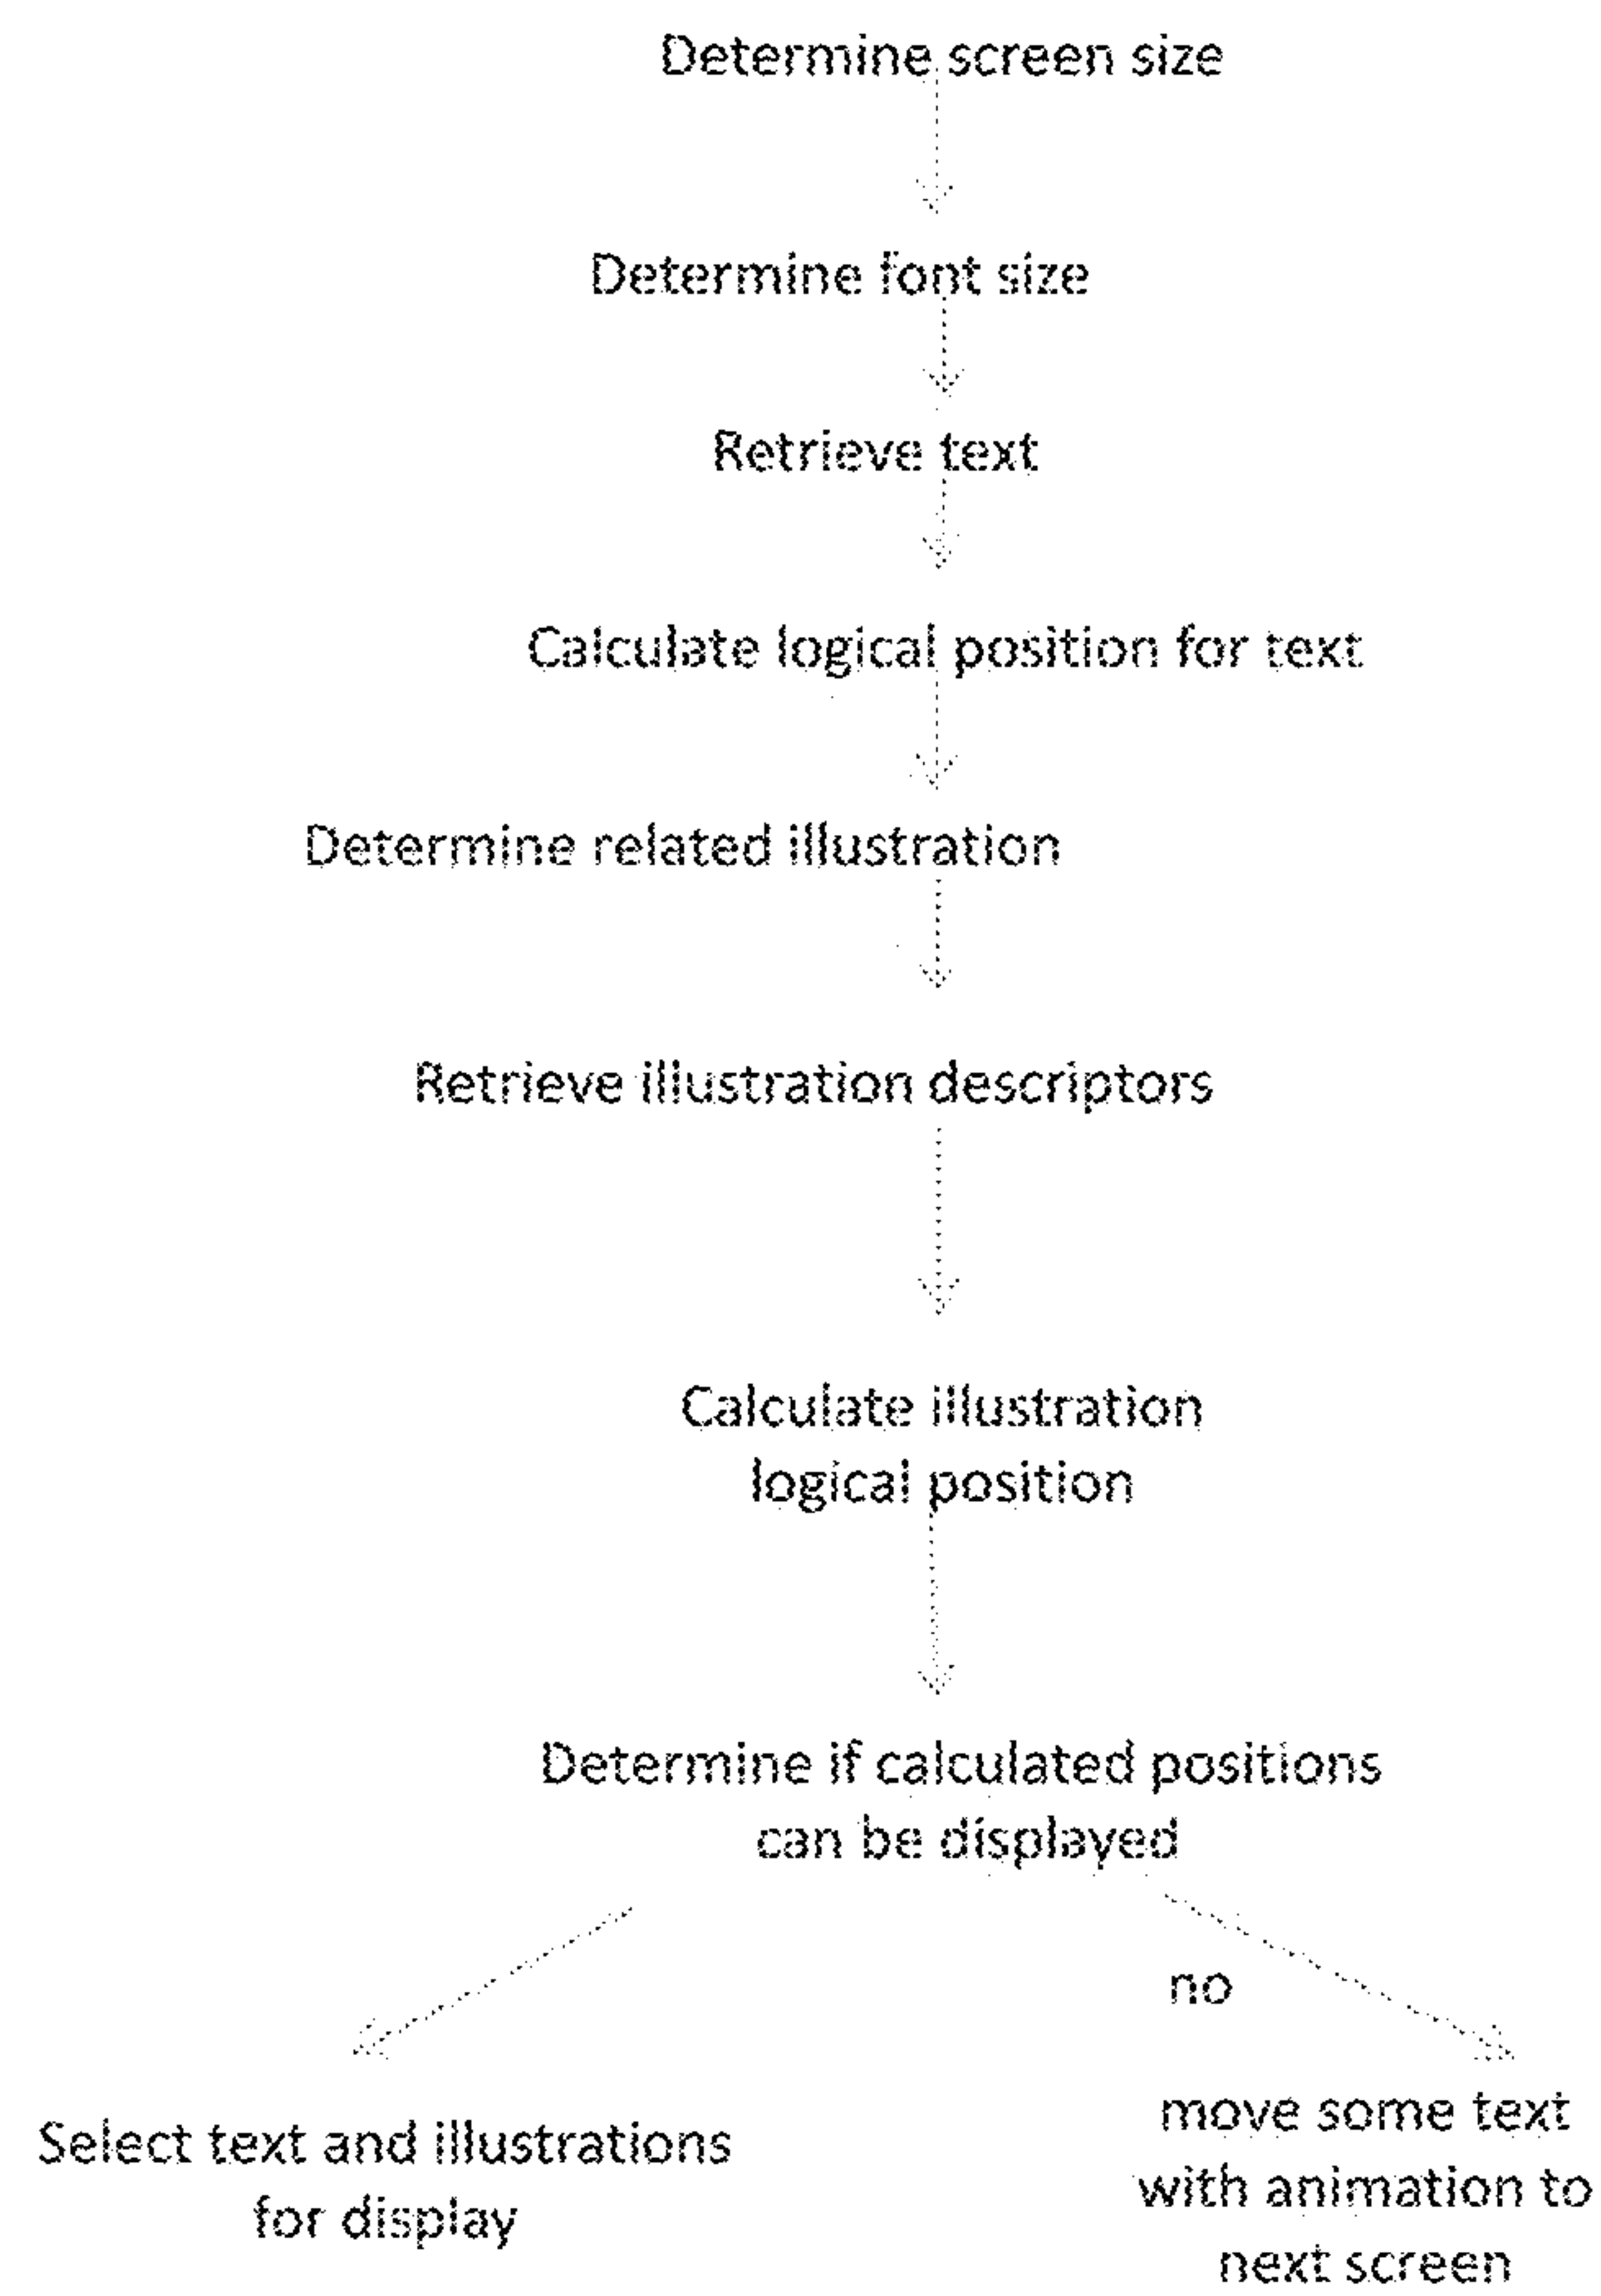 Determine screen size
Determine font size
Retrieve text
Calculate logical position for text
Determine related illustration
Retrieve illustration descriptors
Calculate illustration
logical position
Determine if calculated positions
can be displayed
no
Select text and illustrations
for display
move some text
with animation to
next screen